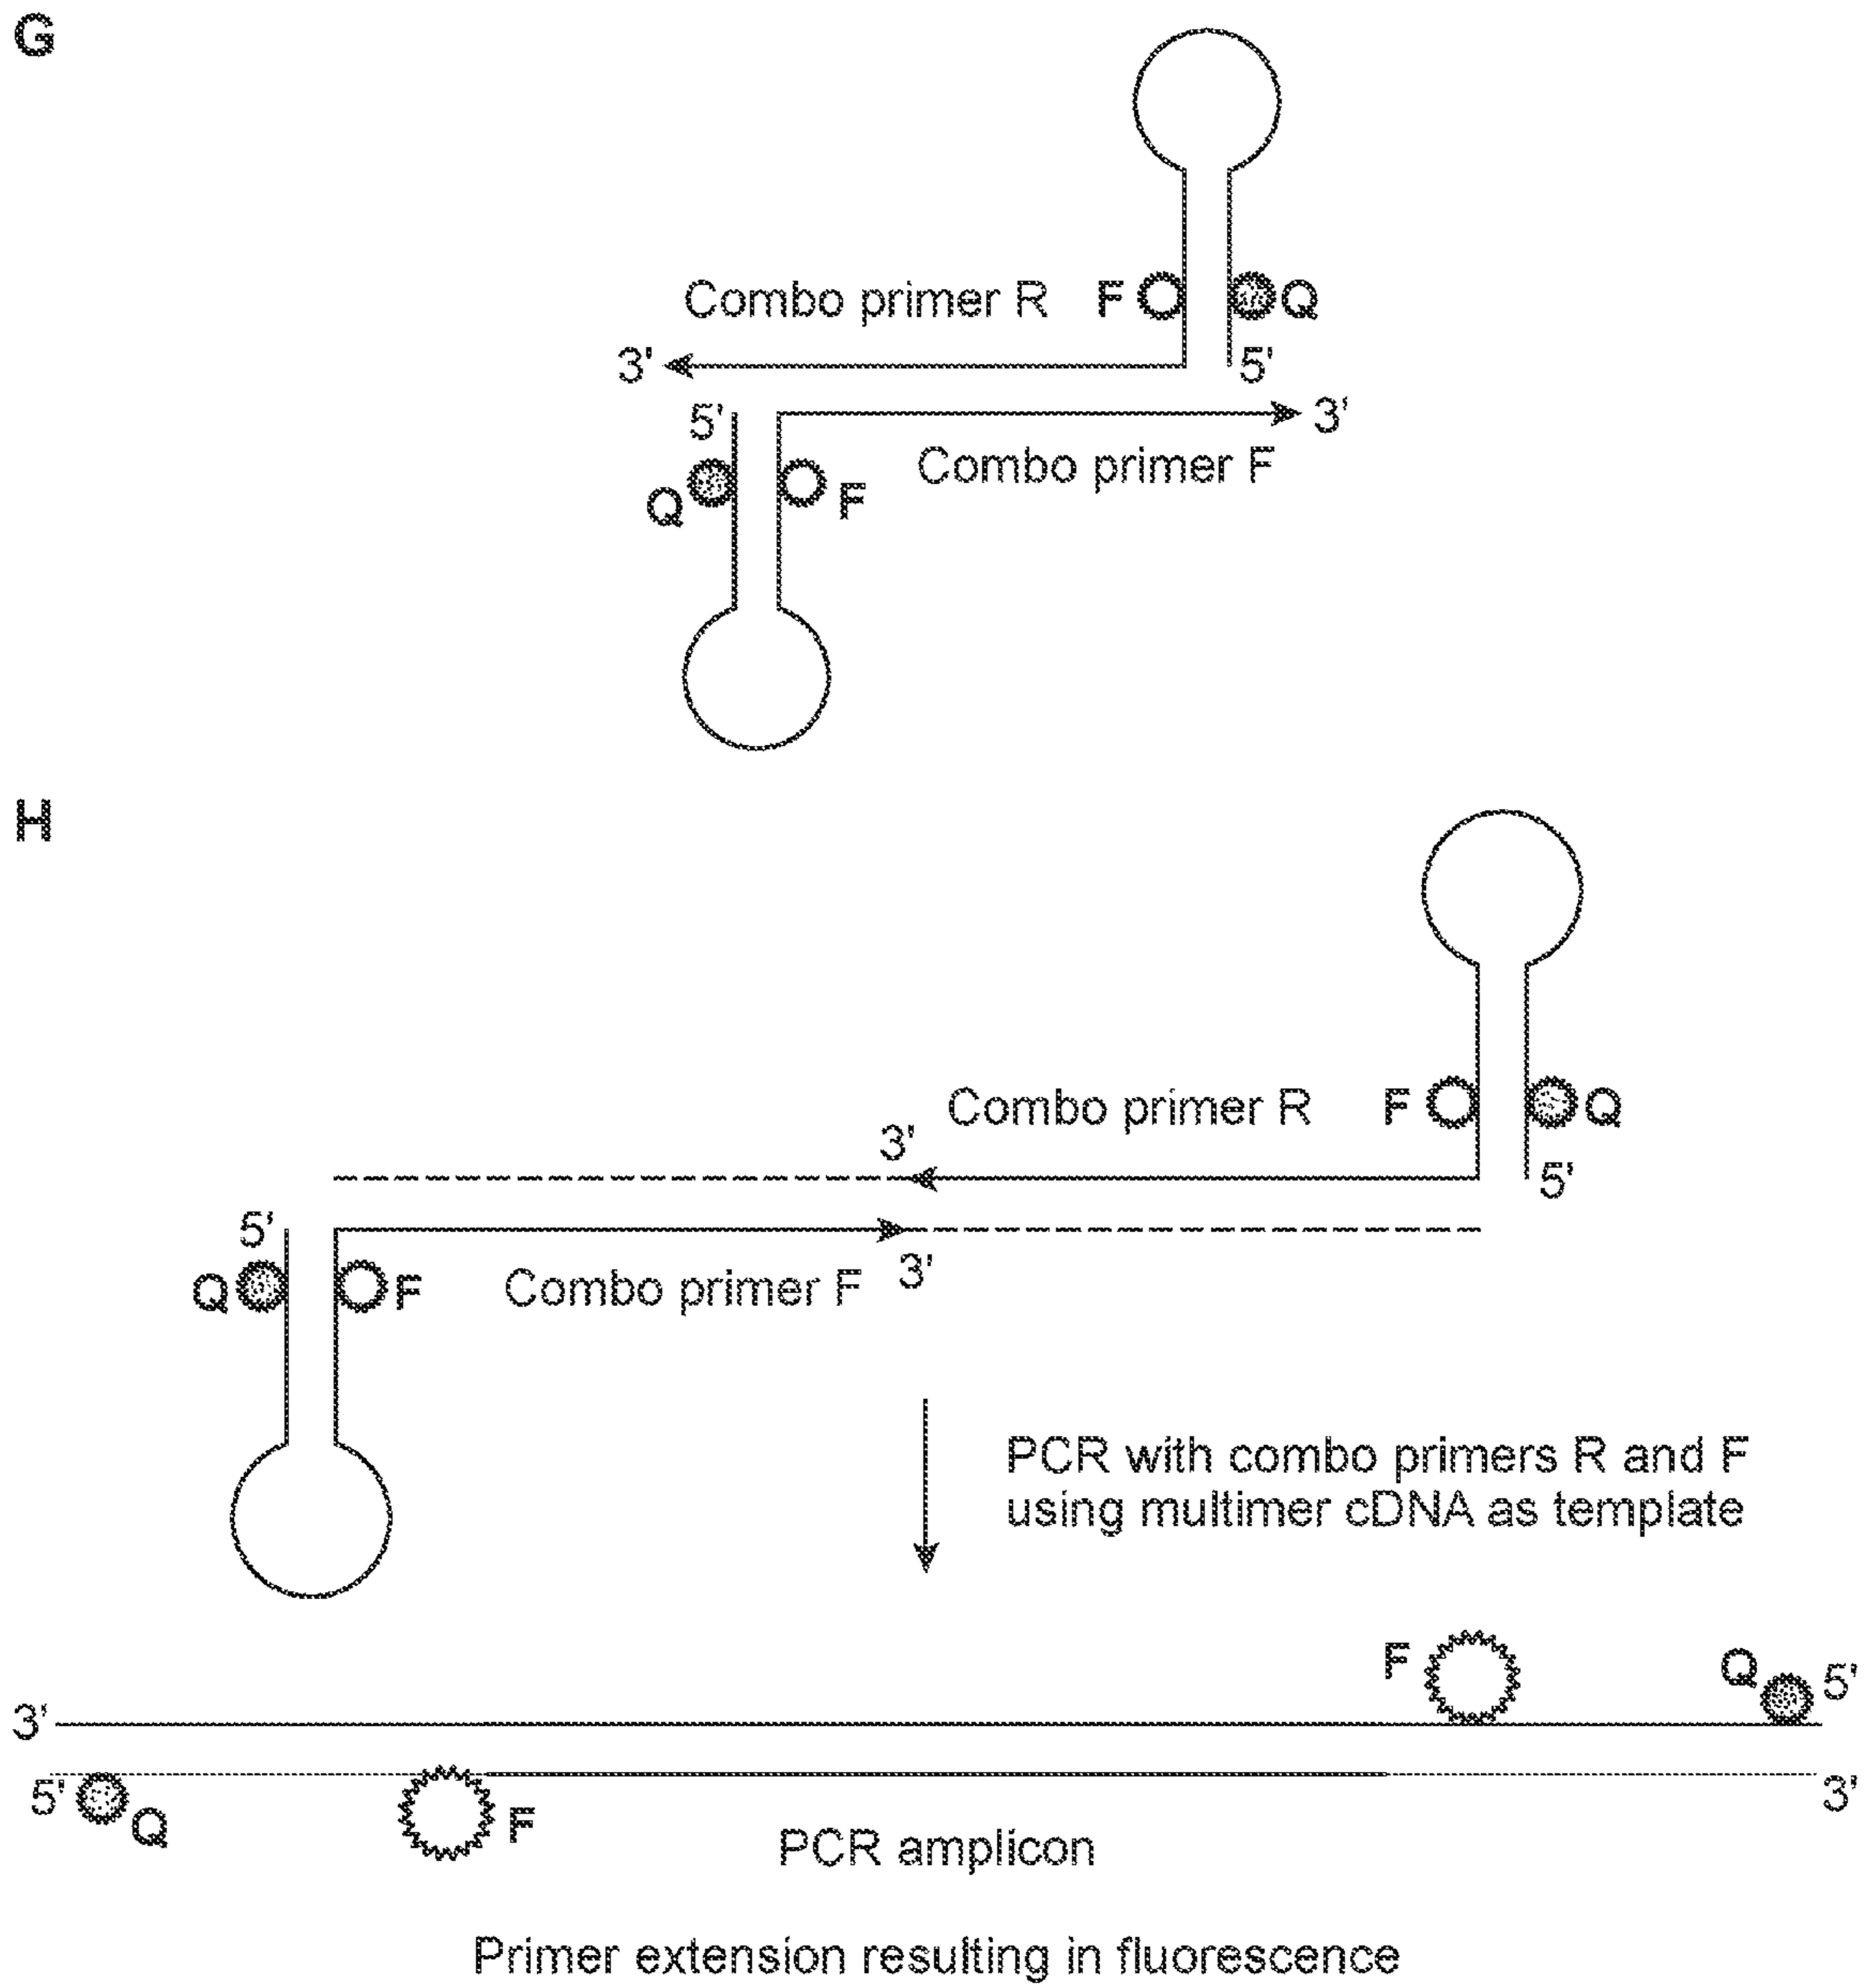 G
Combo primer R F Q
3' 5'
5' 3'
Combo primer F
Q F
H
Combo primer R F Q
3'
5'
5'
3'
Q F Combo primer F
PCR with combo primers R and F
using multimer cDNA as template
F Q 5'
3'
5' Q F 3'
PCR amplicon
Primer extension resulting in fluorescence